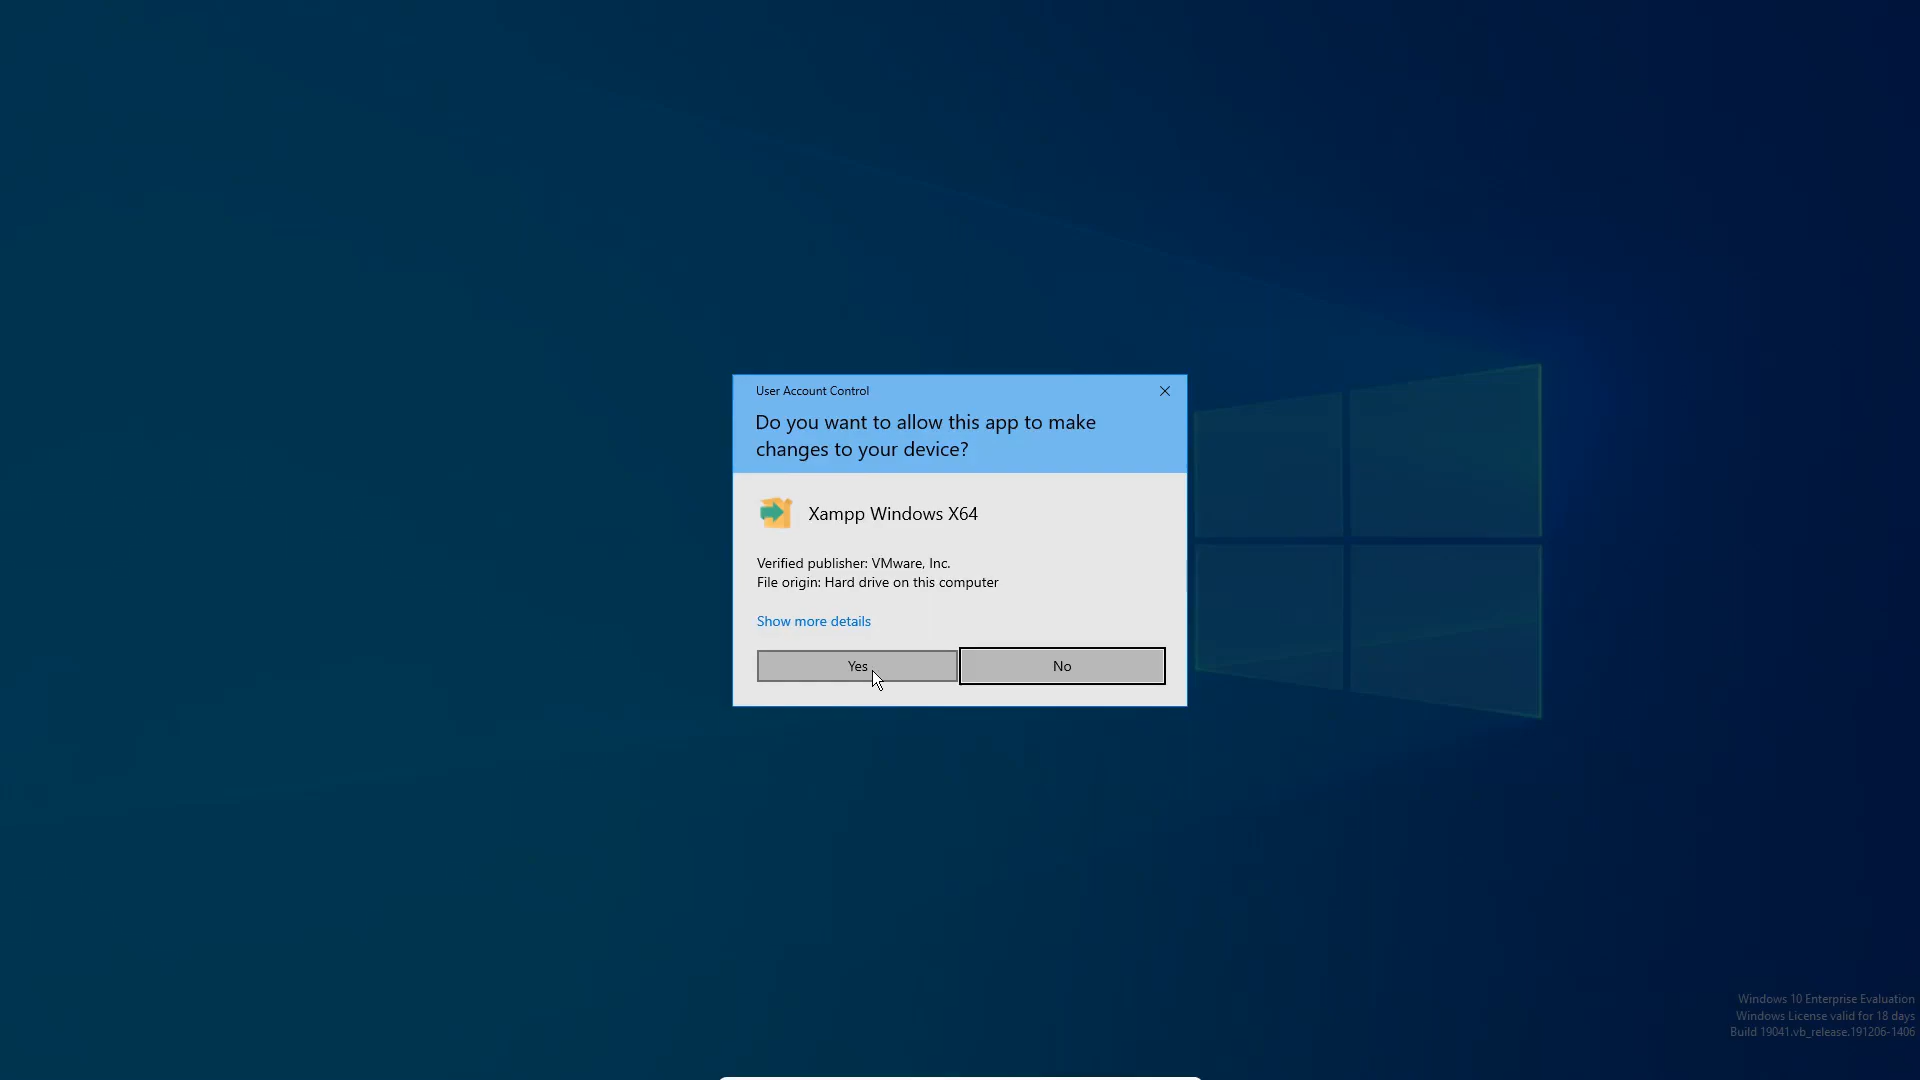 User Account Control
Do you want to allow this app to make
changes to your device?
Xampp Windows X64
Verified publisher: VMware, Inc.
File origin: Hard drive on this computer
Show more details
Yes
No
Windows 10 Enterprise Evaluation
Windows License valid for 18 days
Build 19041.vb_release.191206-1406